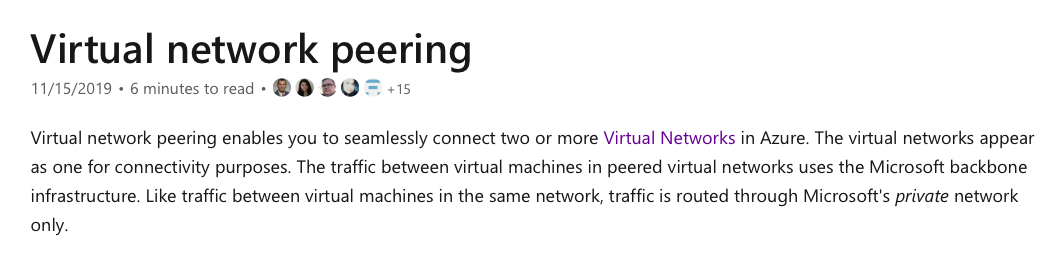 Virtual network peering
11/15/2019 • 6 minutes to read • +15
Virtual network peering enables you to seamlessly connect two or more Virtual Networks in Azure. The virtual networks appear
as one for connectivity purposes. The traffic between virtual machines in peered virtual networks uses the Microsoft backbone
infrastructure. Like traffic between virtual machines in the same network, traffic is routed through Microsoft's private network
only.